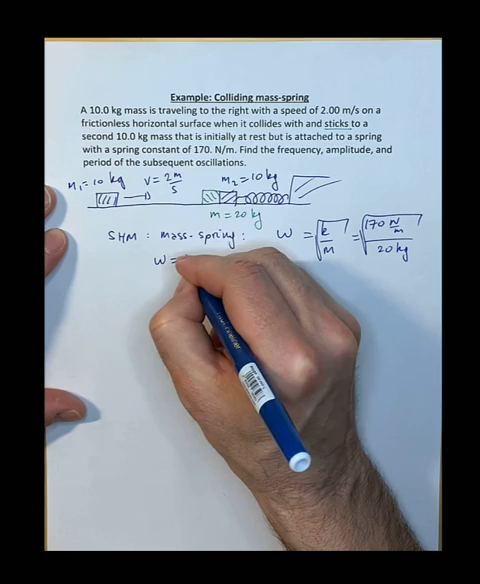 Example: Colliding mass-spring
A 10.0 kg mass is traveling to the right with a speed of 2.00 m/s on a
frictionless horizontal surface when it collides with and sticks to a
second 10.0 kg mass that is initially at rest but is attached to a spring
with a spring constant of 170. N/m. Find the frequency, amplitude, and
period of the subsequent oscillations.
M₁ = 10 kg v = 2 m/s M₂ = 10 kg
m = 20 kg
SHM : mass-spring : ω = √(k/m) = √(170 N/m / 20 kg)
ω =